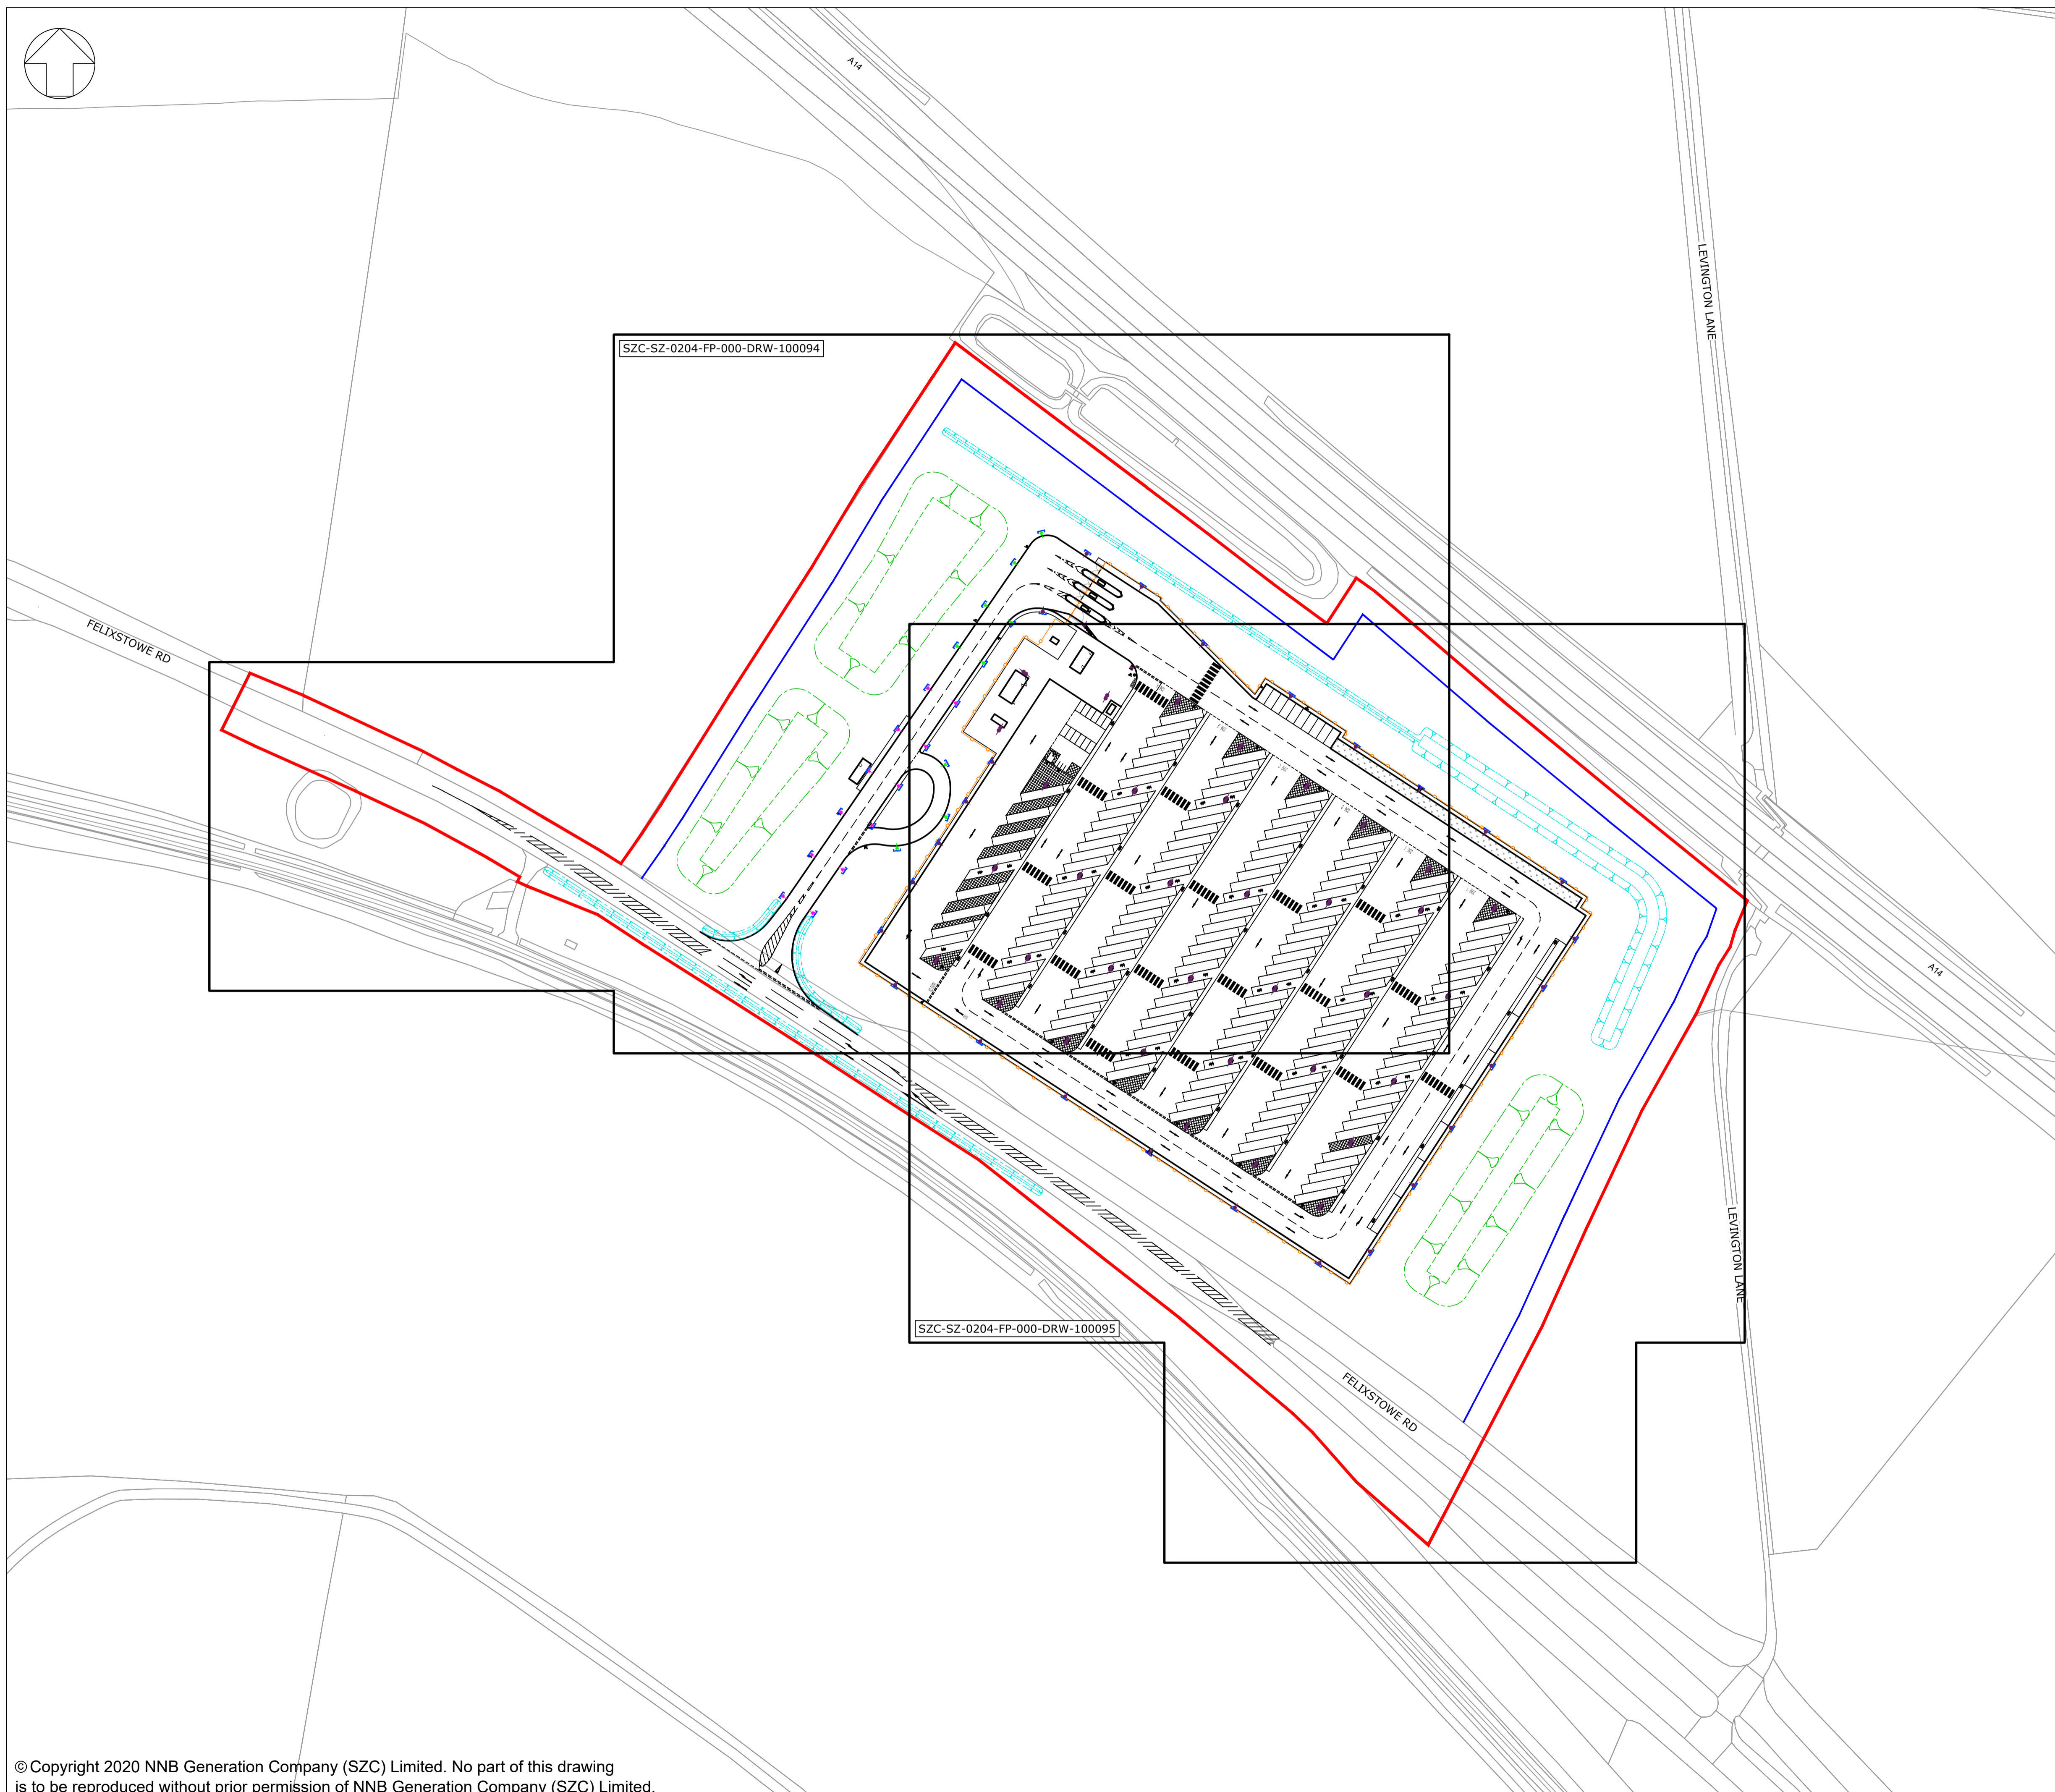 A14
LEVINGTON LANE
SZC-SZ-0204-FP-000-DRW-100094
FELIXSTOWE RD
A14
LEVINGTON LANE
SZC-SZ-0204-FP-000-DRW-100095
FELIXSTOWE RD
© Copyright 2020 NNB Generation Company (SZC) Limited. No part of this drawing
is to be reproduced without prior permission of NNB Generation Company (SZC) Limited.